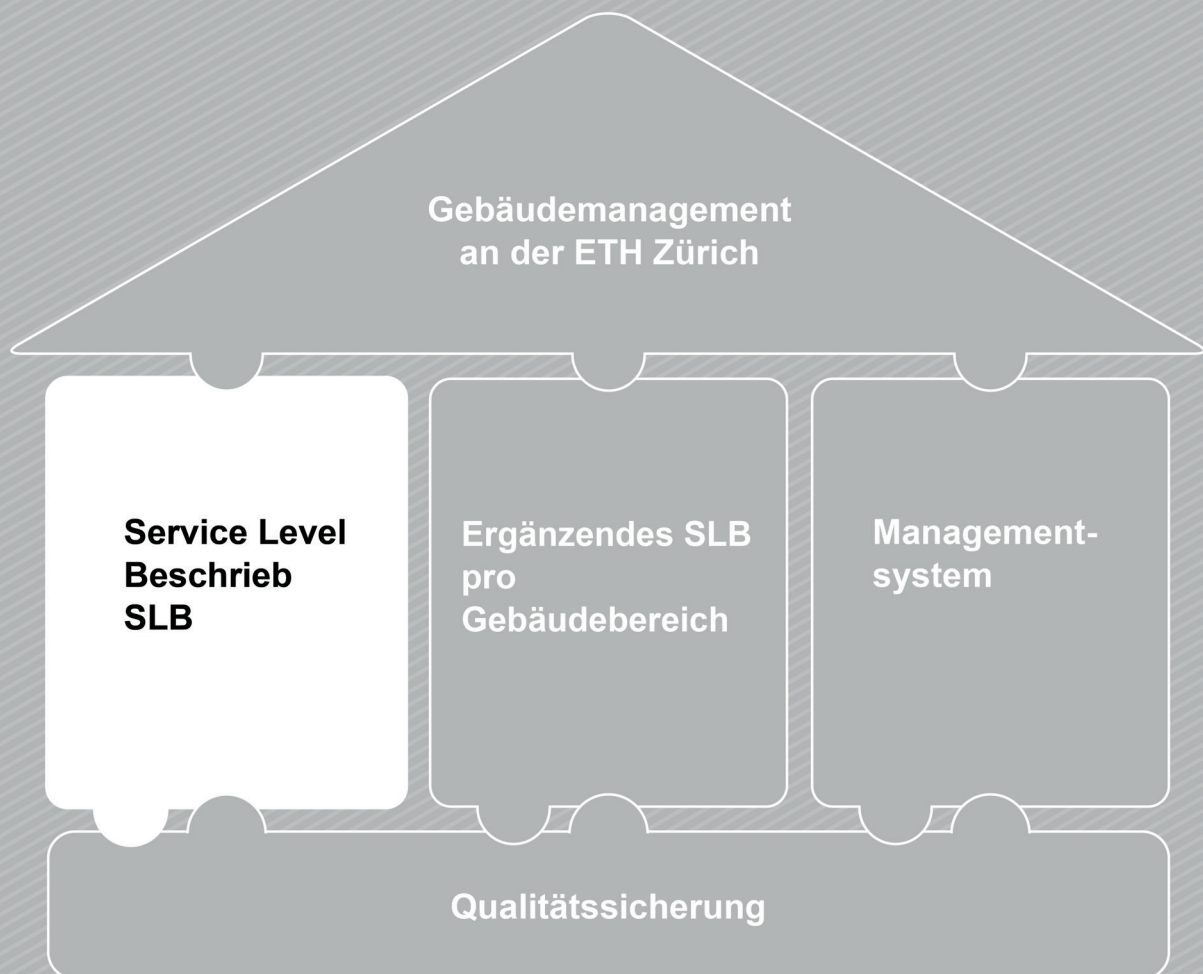 Gebäudemanagement
an der ETH Zürich
Service Level
Beschrieb
SLB
Ergänzendes SLB
pro
Gebäudebereich
Management-
system
Qualitätssicherung